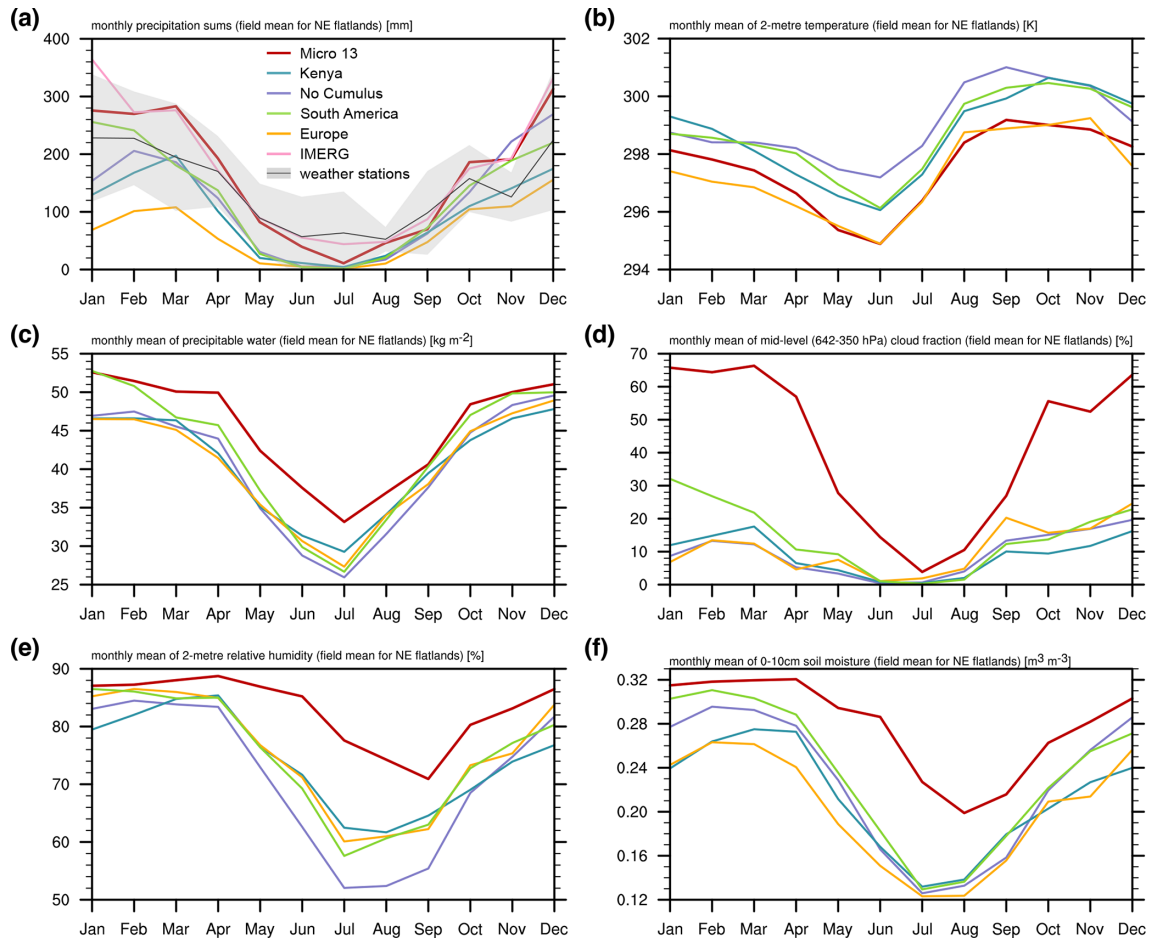 (a)
monthly precipitation sums (field mean for NE flatlands) [mm]
400
300
200
100
0
Micro 13
Kenya
No Cumulus
South America
Europe
IMERG
weather stations
Jan Feb Mar Apr May Jun Jul Aug Sep Oct Nov Dec
(b)
monthly mean of 2-metre temperature (field mean for NE flatlands) [K]
302
300
298
296
294
Jan Feb Mar Apr May Jun Jul Aug Sep Oct Nov Dec
(c)
monthly mean of precipitable water (field mean for NE flatlands) [kg m⁻²]
55
50
45
40
35
30
25
Jan Feb Mar Apr May Jun Jul Aug Sep Oct Nov Dec
(d)
monthly mean of mid-level (642-350 hPa) cloud fraction (field mean for NE flatlands) [%]
70
60
50
40
30
20
10
0
Jan Feb Mar Apr May Jun Jul Aug Sep Oct Nov Dec
(e)
monthly mean of 2-metre relative humidity (field mean for NE flatlands) [%]
90
80
70
60
50
Jan Feb Mar Apr May Jun Jul Aug Sep Oct Nov Dec
(f)
monthly mean of 0-10cm soil moisture (field mean for NE flatlands) [m³ m⁻³]
0.32
0.28
0.24
0.20
0.16
0.12
Jan Feb Mar Apr May Jun Jul Aug Sep Oct Nov Dec